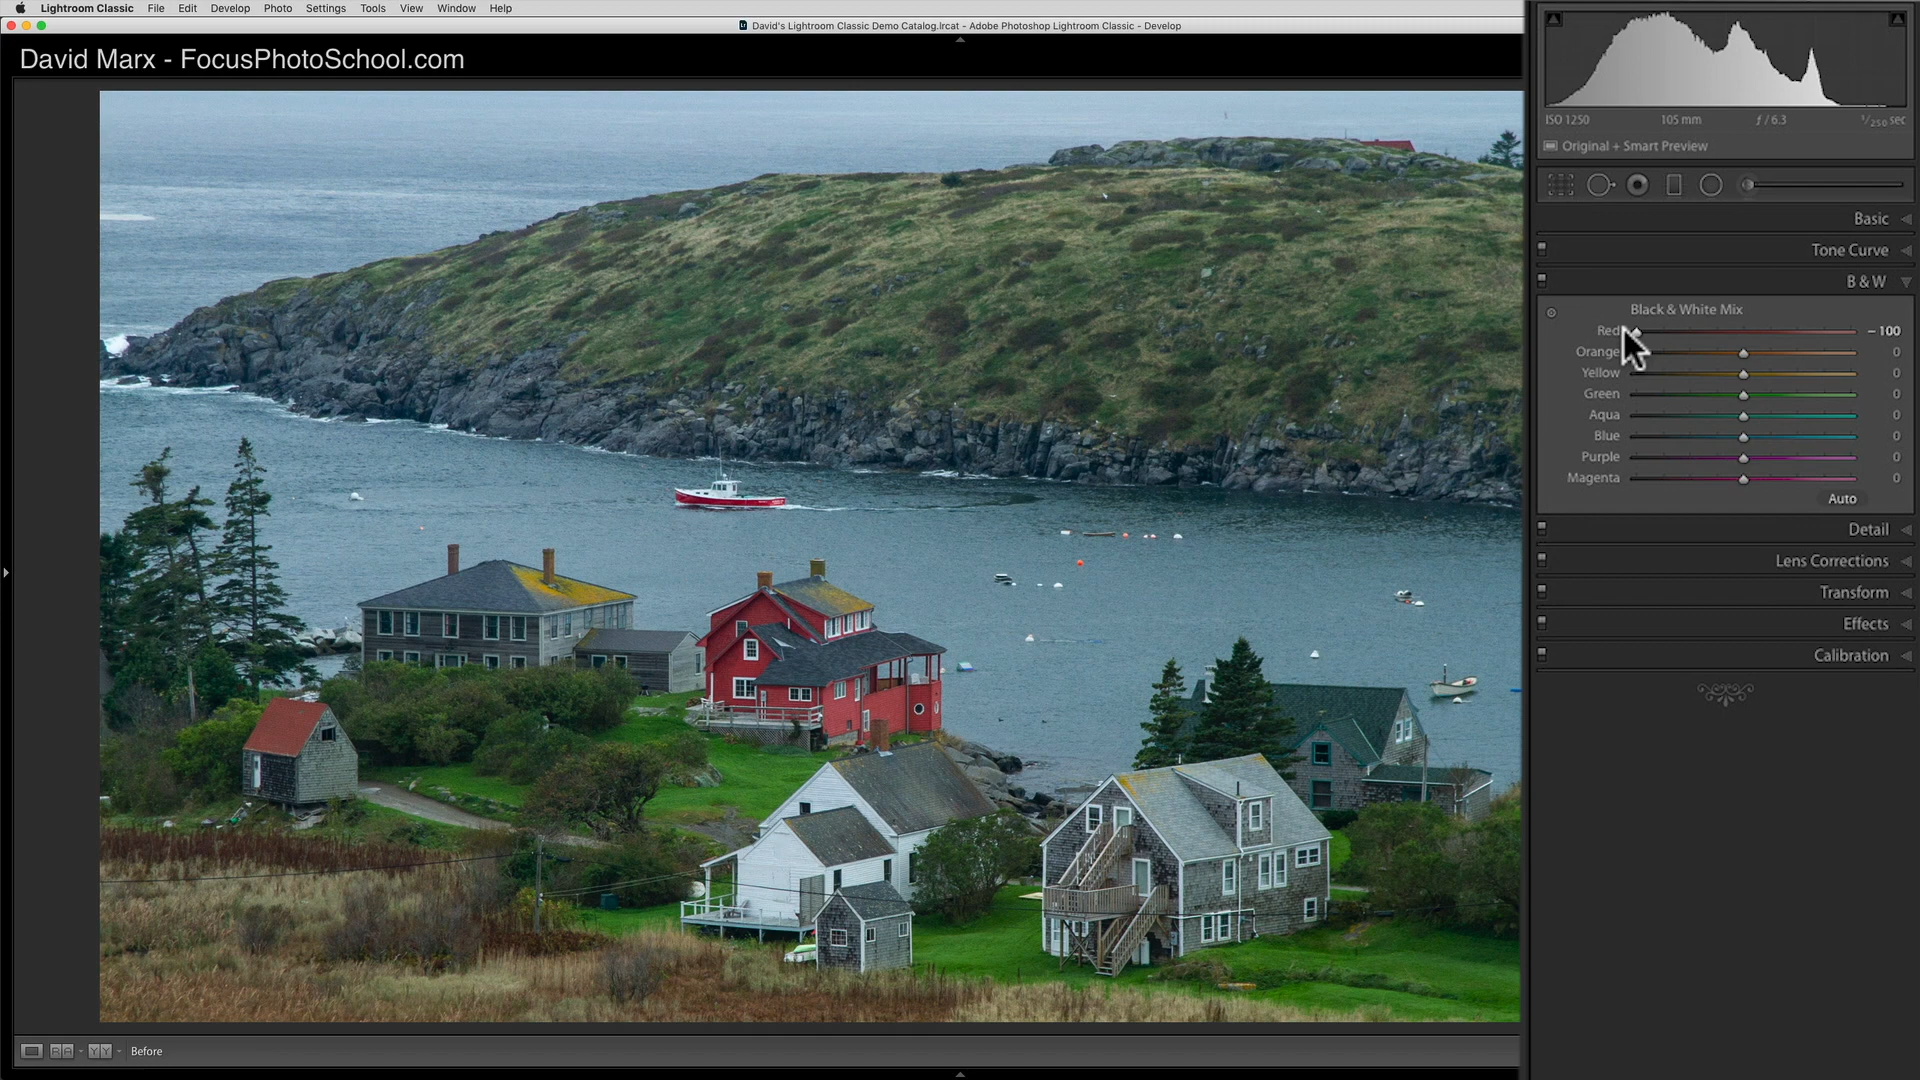 Lightroom Classic File Edit Develop Photo Settings Tools View Window Help
David's Lightroom Classic Demo Catalog.lrcat - Adobe Photoshop Lightroom Classic - Develop
David Marx - FocusPhotoSchool.com
ISO 1250 105 mm ƒ / 6.3 1/250 sec
Original + Smart Preview
Basic
Tone Curve
B & W
Black & White Mix
Red - 100
Orange 0
Yellow 0
Green 0
Aqua 0
Blue 0
Purple 0
Magenta 0
Auto
Detail
Lens Corrections
Transform
Effects
Calibration
R A Y Y Before